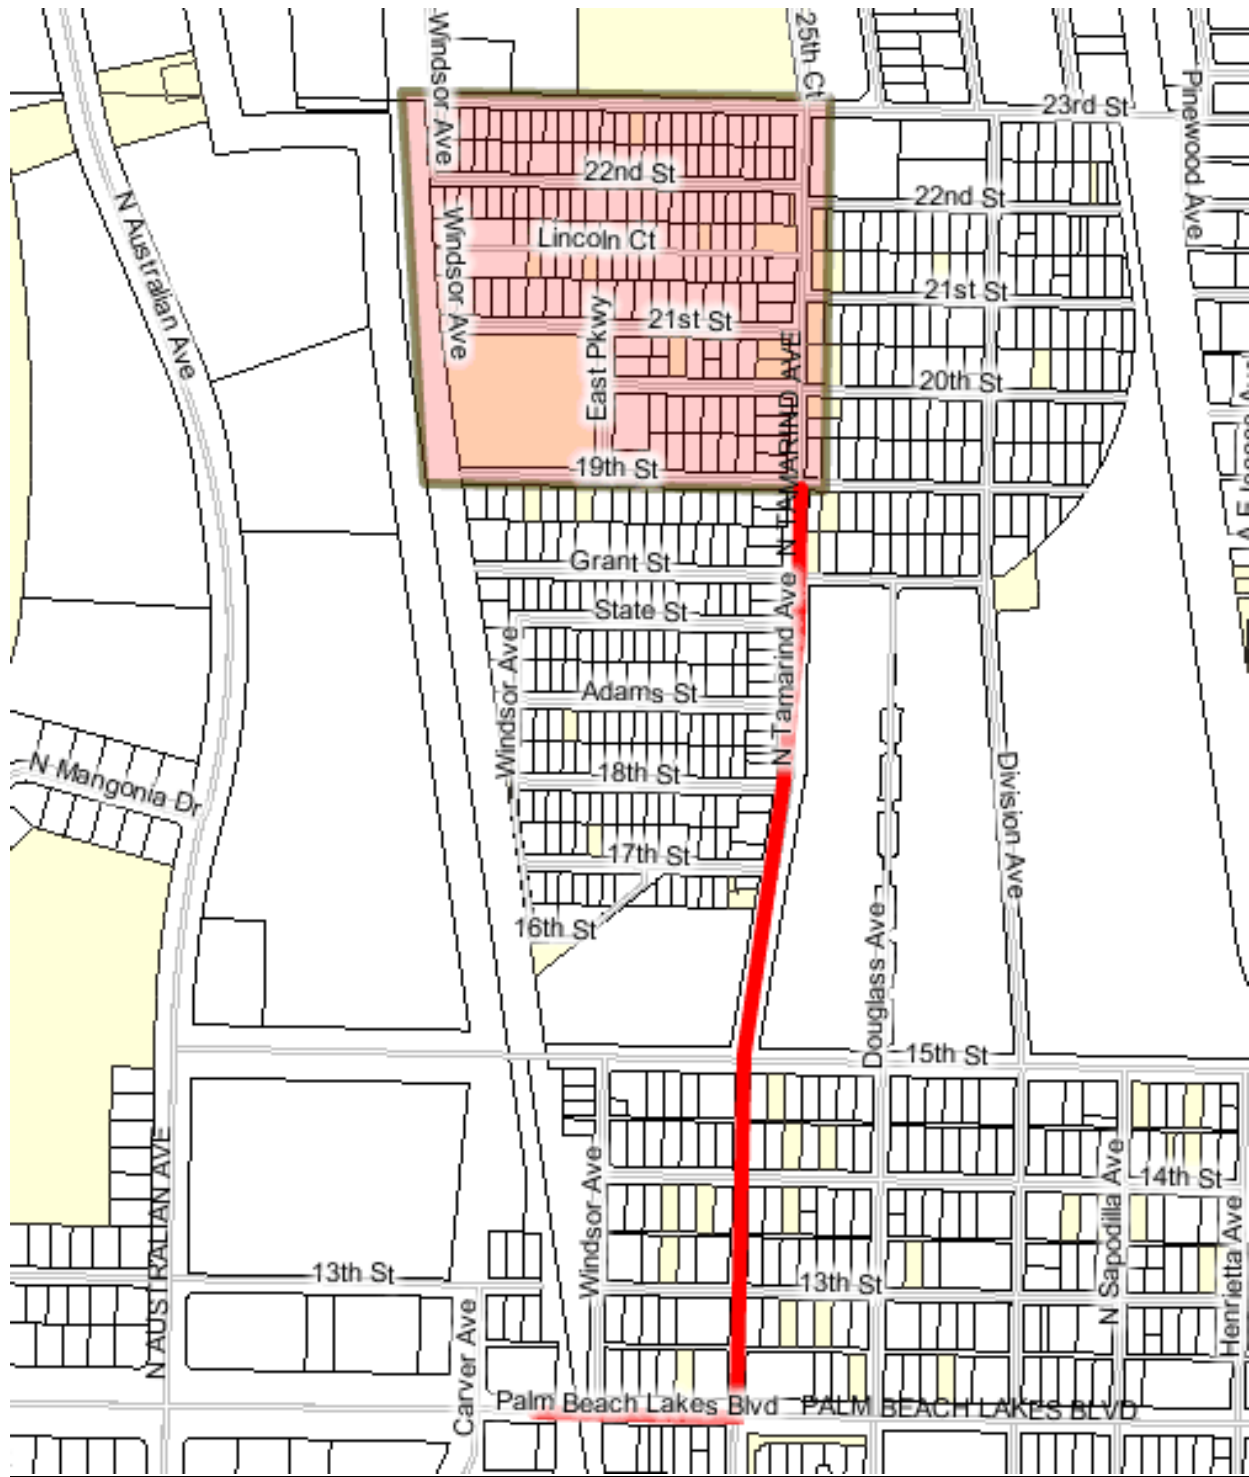 Windsor Ave
25th Ct
23rd St
Pinewood Ave
22nd St
22nd St
N Australian Ave
Windsor Ave
Lincoln Ct
21st St
21st St
East Pkwy
20th St
N TAMARIND AVE
19th St
Grant St
State St
N Tamarind Ave
Windsor Ave
Adams St
18th St
N Mangonia Dr
Division Ave
17th St
16th St
Douglass Ave
15th St
N AUSTRALIAN AVE
Windsor Ave
N Sapodilla Ave
14th St
Henrietta Ave
13th St
13th St
Carver Ave
Palm Beach Lakes Blvd
PALM BEACH LAKES BLVD